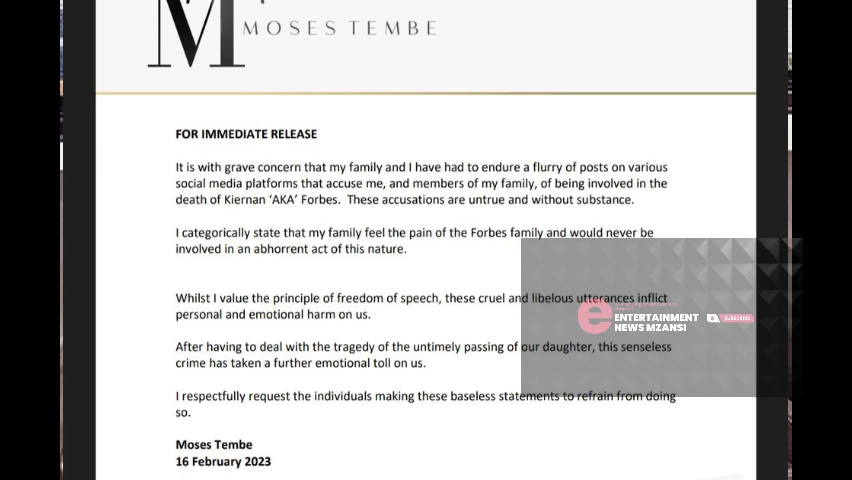 M
MOSES TEMBE
FOR IMMEDIATE RELEASE
It is with grave concern that my family and I have had to endure a flurry of posts on various
social media platforms that accuse me, and members of my family, of being involved in the
death of Kiernan ‘AKA’ Forbes.  These accusations are untrue and without substance.
I categorically state that my family feel the pain of the Forbes family and would never be
involved in an abhorrent act of this nature.
Whilst I value the principle of freedom of speech, these cruel and libelous utterances inflict
personal and emotional harm on us.
After having to deal with the tragedy of the untimely passing of our daughter, this senseless
crime has taken a further emotional toll on us.
I respectfully request the individuals making these baseless statements to refrain from doing
so.
Moses Tembe
16 February 2023
e
ENTERTAINMENT
NEWS MZANSI
SUBSCRIBE